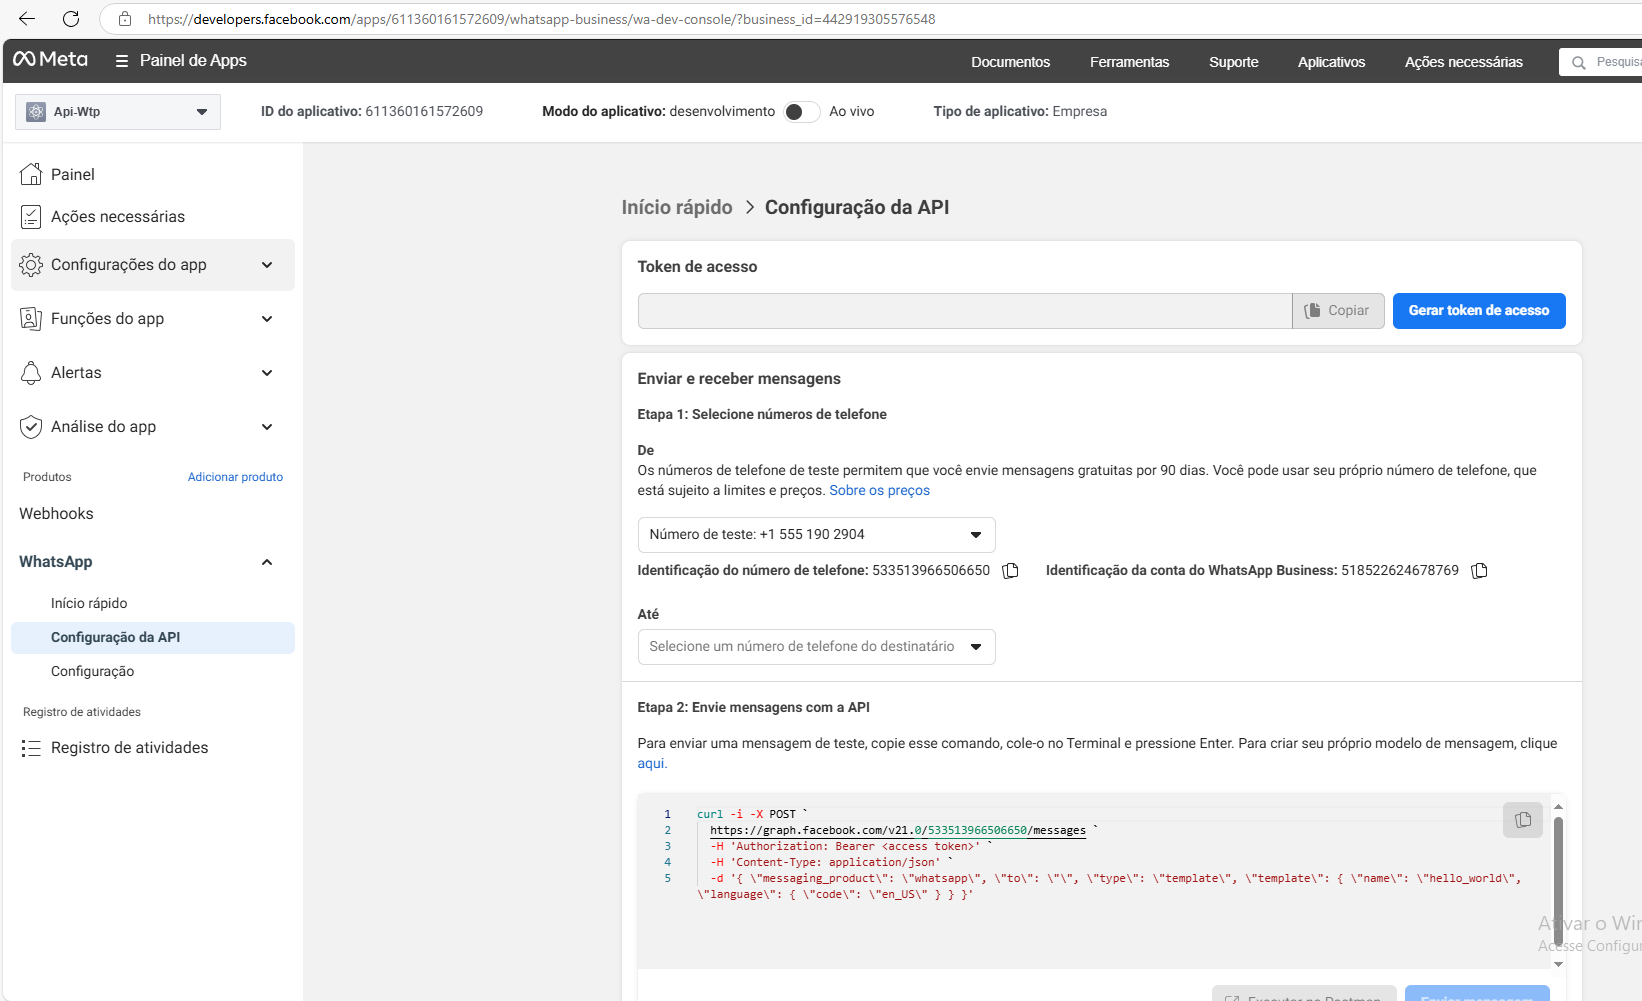 https://developers.facebook.com/apps/611360161572609/whatsapp-business/wa-dev-console/?business_id=442919305576548
Meta
Painel de Apps
Documentos
Ferramentas
Suporte
Aplicativos
Ações necessárias
Api-Wtp
ID do aplicativo: 611360161572609
Modo do aplicativo: desenvolvimento
Ao vivo
Tipo de aplicativo: Empresa
Painel
Ações necessárias
Configurações do app
Funções do app
Alertas
Análise do app
Produtos
Adicionar produto
Webhooks
WhatsApp
Início rápido
Configuração da API
Configuração
Registro de atividades
Registro de atividades
Início rápido > Configuração da API
Token de acesso
Copiar
Gerar token de acesso
Enviar e receber mensagens
Etapa 1: Selecione números de telefone
De
Os números de telefone de teste permitem que você envie mensagens gratuitas por 90 dias. Você pode usar seu próprio número de telefone, que
está sujeito a limites e preços. Sobre os preços
Número de teste: +1 555 190 2904
Identificação do número de telefone: 533513966506650
Identificação da conta do WhatsApp Business: 518522624678769
Até
Selecione um número de telefone do destinatário
Etapa 2: Envie mensagens com a API
Para enviar uma mensagem de teste, copie esse comando, cole-o no Terminal e pressione Enter. Para criar seu próprio modelo de mensagem, clique
aqui.
1 curl -i -X POST `
2 https://graph.facebook.com/v21.0/533513966506650/messages `
3 -H 'Authorization: Bearer <access token>' `
4 -H 'Content-Type: application/json' `
5 -d '{ \"messaging_product\": \"whatsapp\", \"to\": \"\", \"type\": \"template\", \"template\": { \"name\": \"hello_world\",
\"language\": { \"code\": \"en_US\" } } }'
Ativar o
Acesse
Executar no Postman
Enviar mensagem